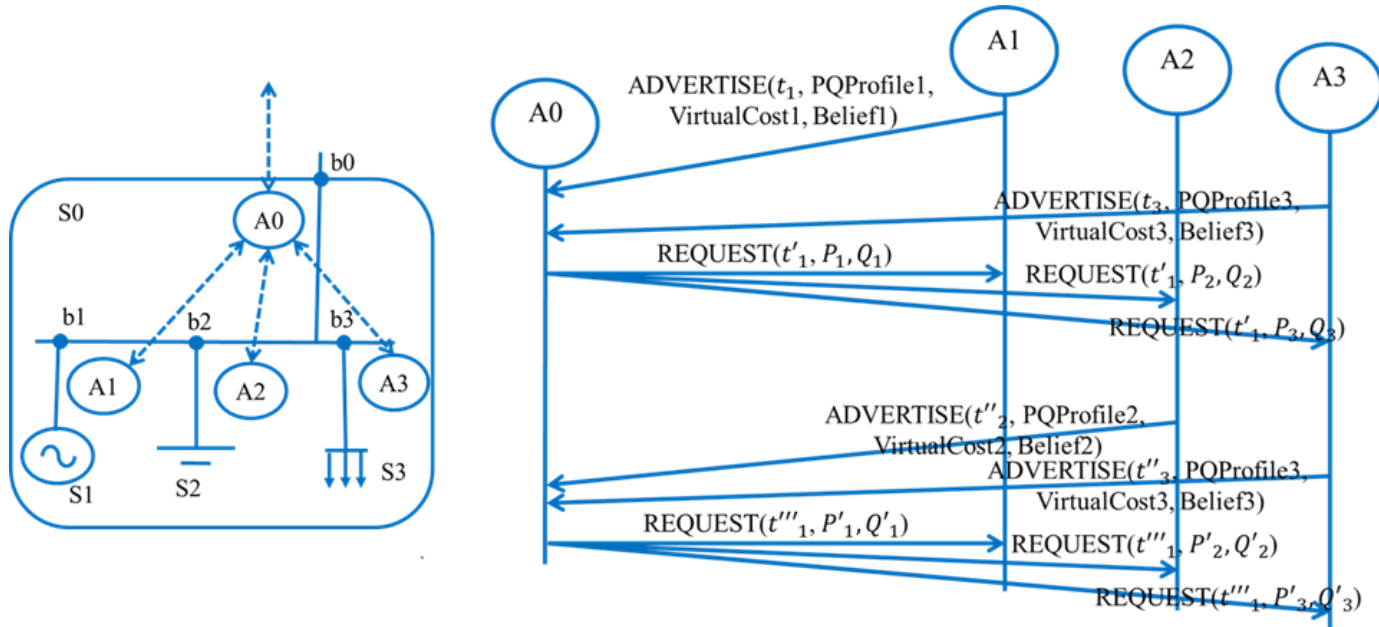 b0
S0
A0
b1
b2
b3
A1
A2
A3
S1
S2
S3
A0
A1
A2
A3
ADVERTISE(t₁, PQProfile1,
VirtualCost1, Belief1)
ADVERTISE(t₃, PQProfile3,
VirtualCost3, Belief3)
REQUEST(t'₁, P₁, Q₁)
REQUEST(t'₁, P₂, Q₂)
REQUEST(t'₁, P₃, Q₃)
ADVERTISE(t''₂, PQProfile2,
VirtualCost2, Belief2)
ADVERTISE(t''₃, PQProfile3,
VirtualCost3, Belief3)
REQUEST(t'''₁, P'₁, Q'₁)
REQUEST(t'''₁, P'₂, Q'₂)
REQUEST(t'''₁, P'₃, Q'₃)